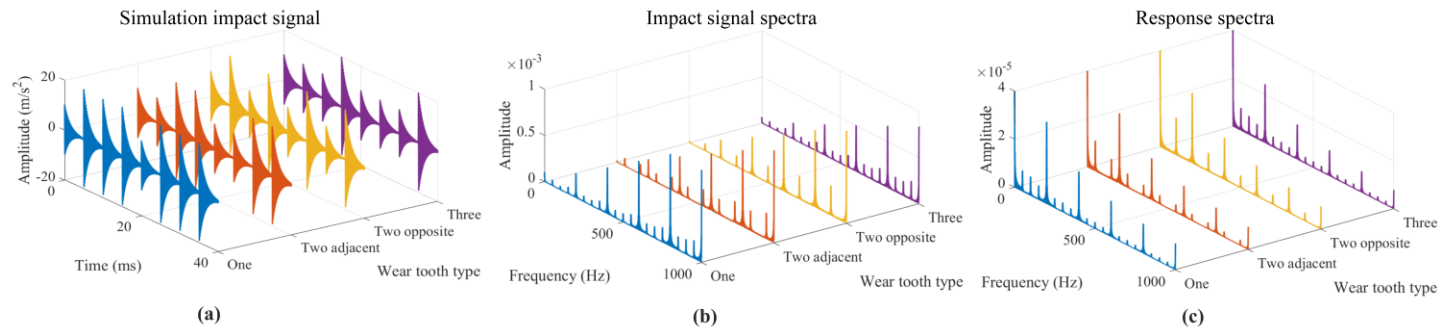 Simulation impact signal
Amplitude (m/s²)
20
0
-20
0
20
40
Time (ms)
One
Two adjacent
Two opposite
Three
Wear tooth type
(a)
Impact signal spectra
×10⁻³
Amplitude
1
0.5
0
0
500
1000
Frequency (Hz)
One
Two adjacent
Two opposite
Three
Wear tooth type
(b)
Response spectra
×10⁻⁵
Amplitude
4
2
0
0
500
1000
Frequency (Hz)
One
Two adjacent
Two opposite
Three
Wear tooth type
(c)